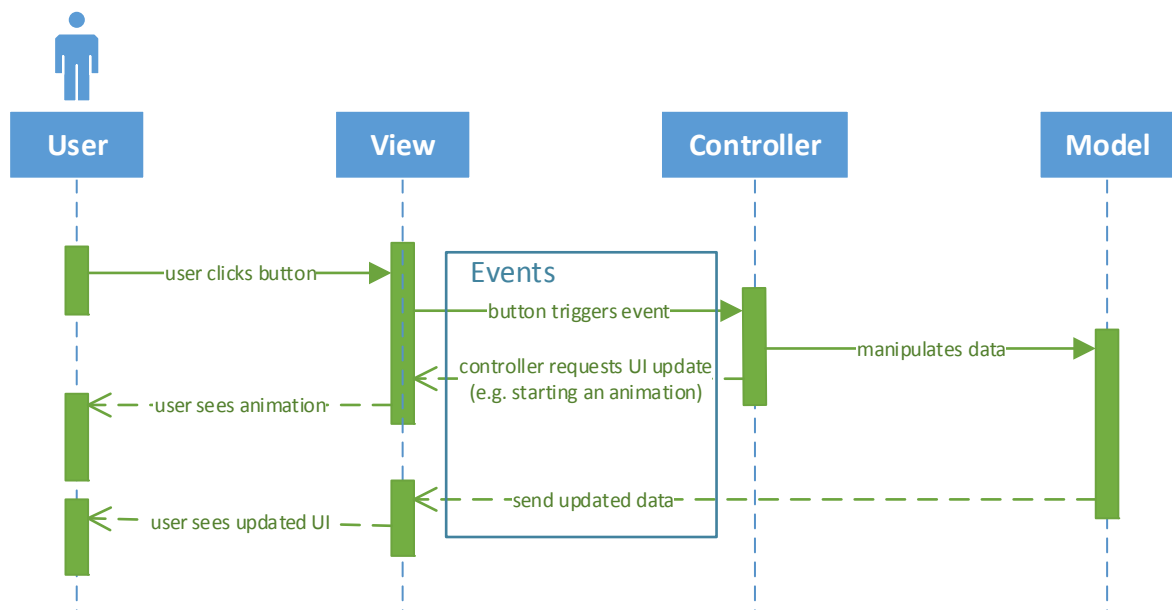 User
View
Controller
Model
user clicks button
Events
button triggers event
manipulates data
controller requests UI update
(e.g. starting an animation)
user sees animation
send updated data
user sees updated UI